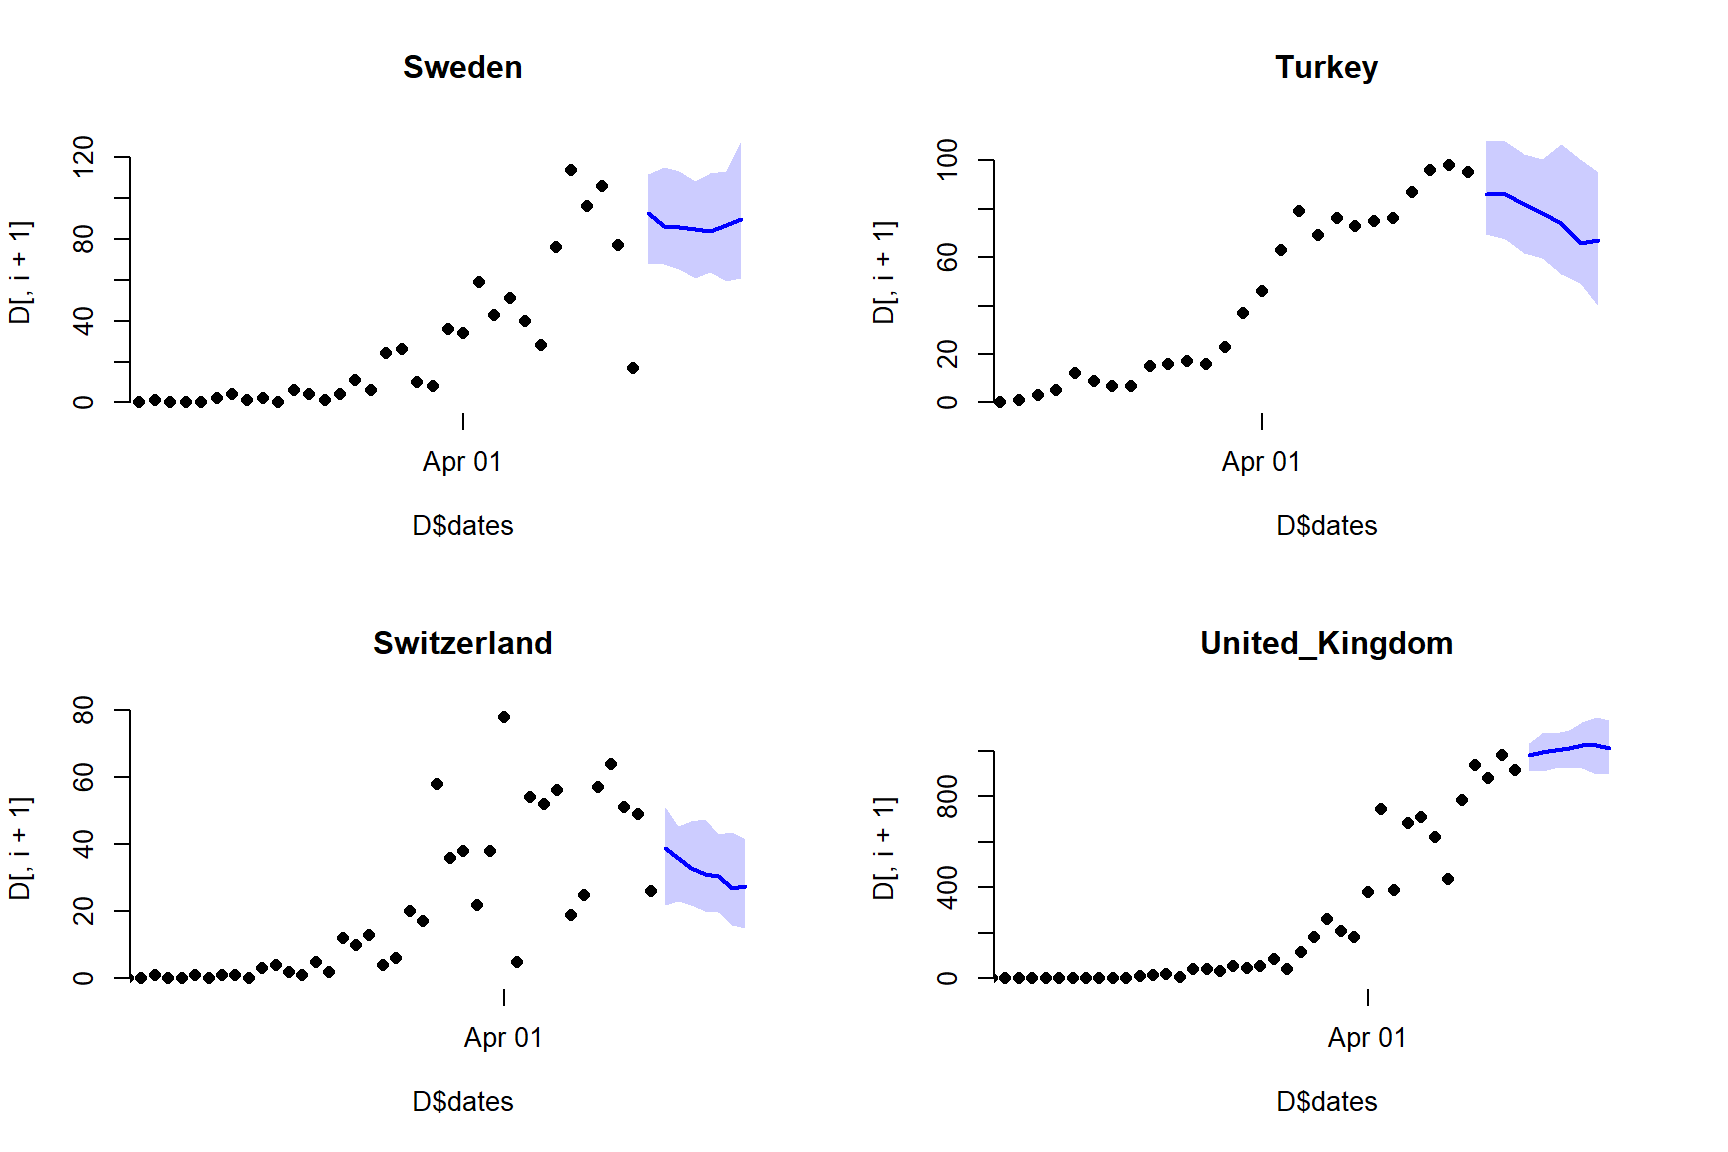 Sweden
120
80
40
0
D[, i + 1]
Apr 01
D$dates
Turkey
100
60
20
0
D[, i + 1]
Apr 01
D$dates
Switzerland
80
60
40
20
0
D[, i + 1]
Apr 01
D$dates
United_Kingdom
800
400
0
D[, i + 1]
Apr 01
D$dates